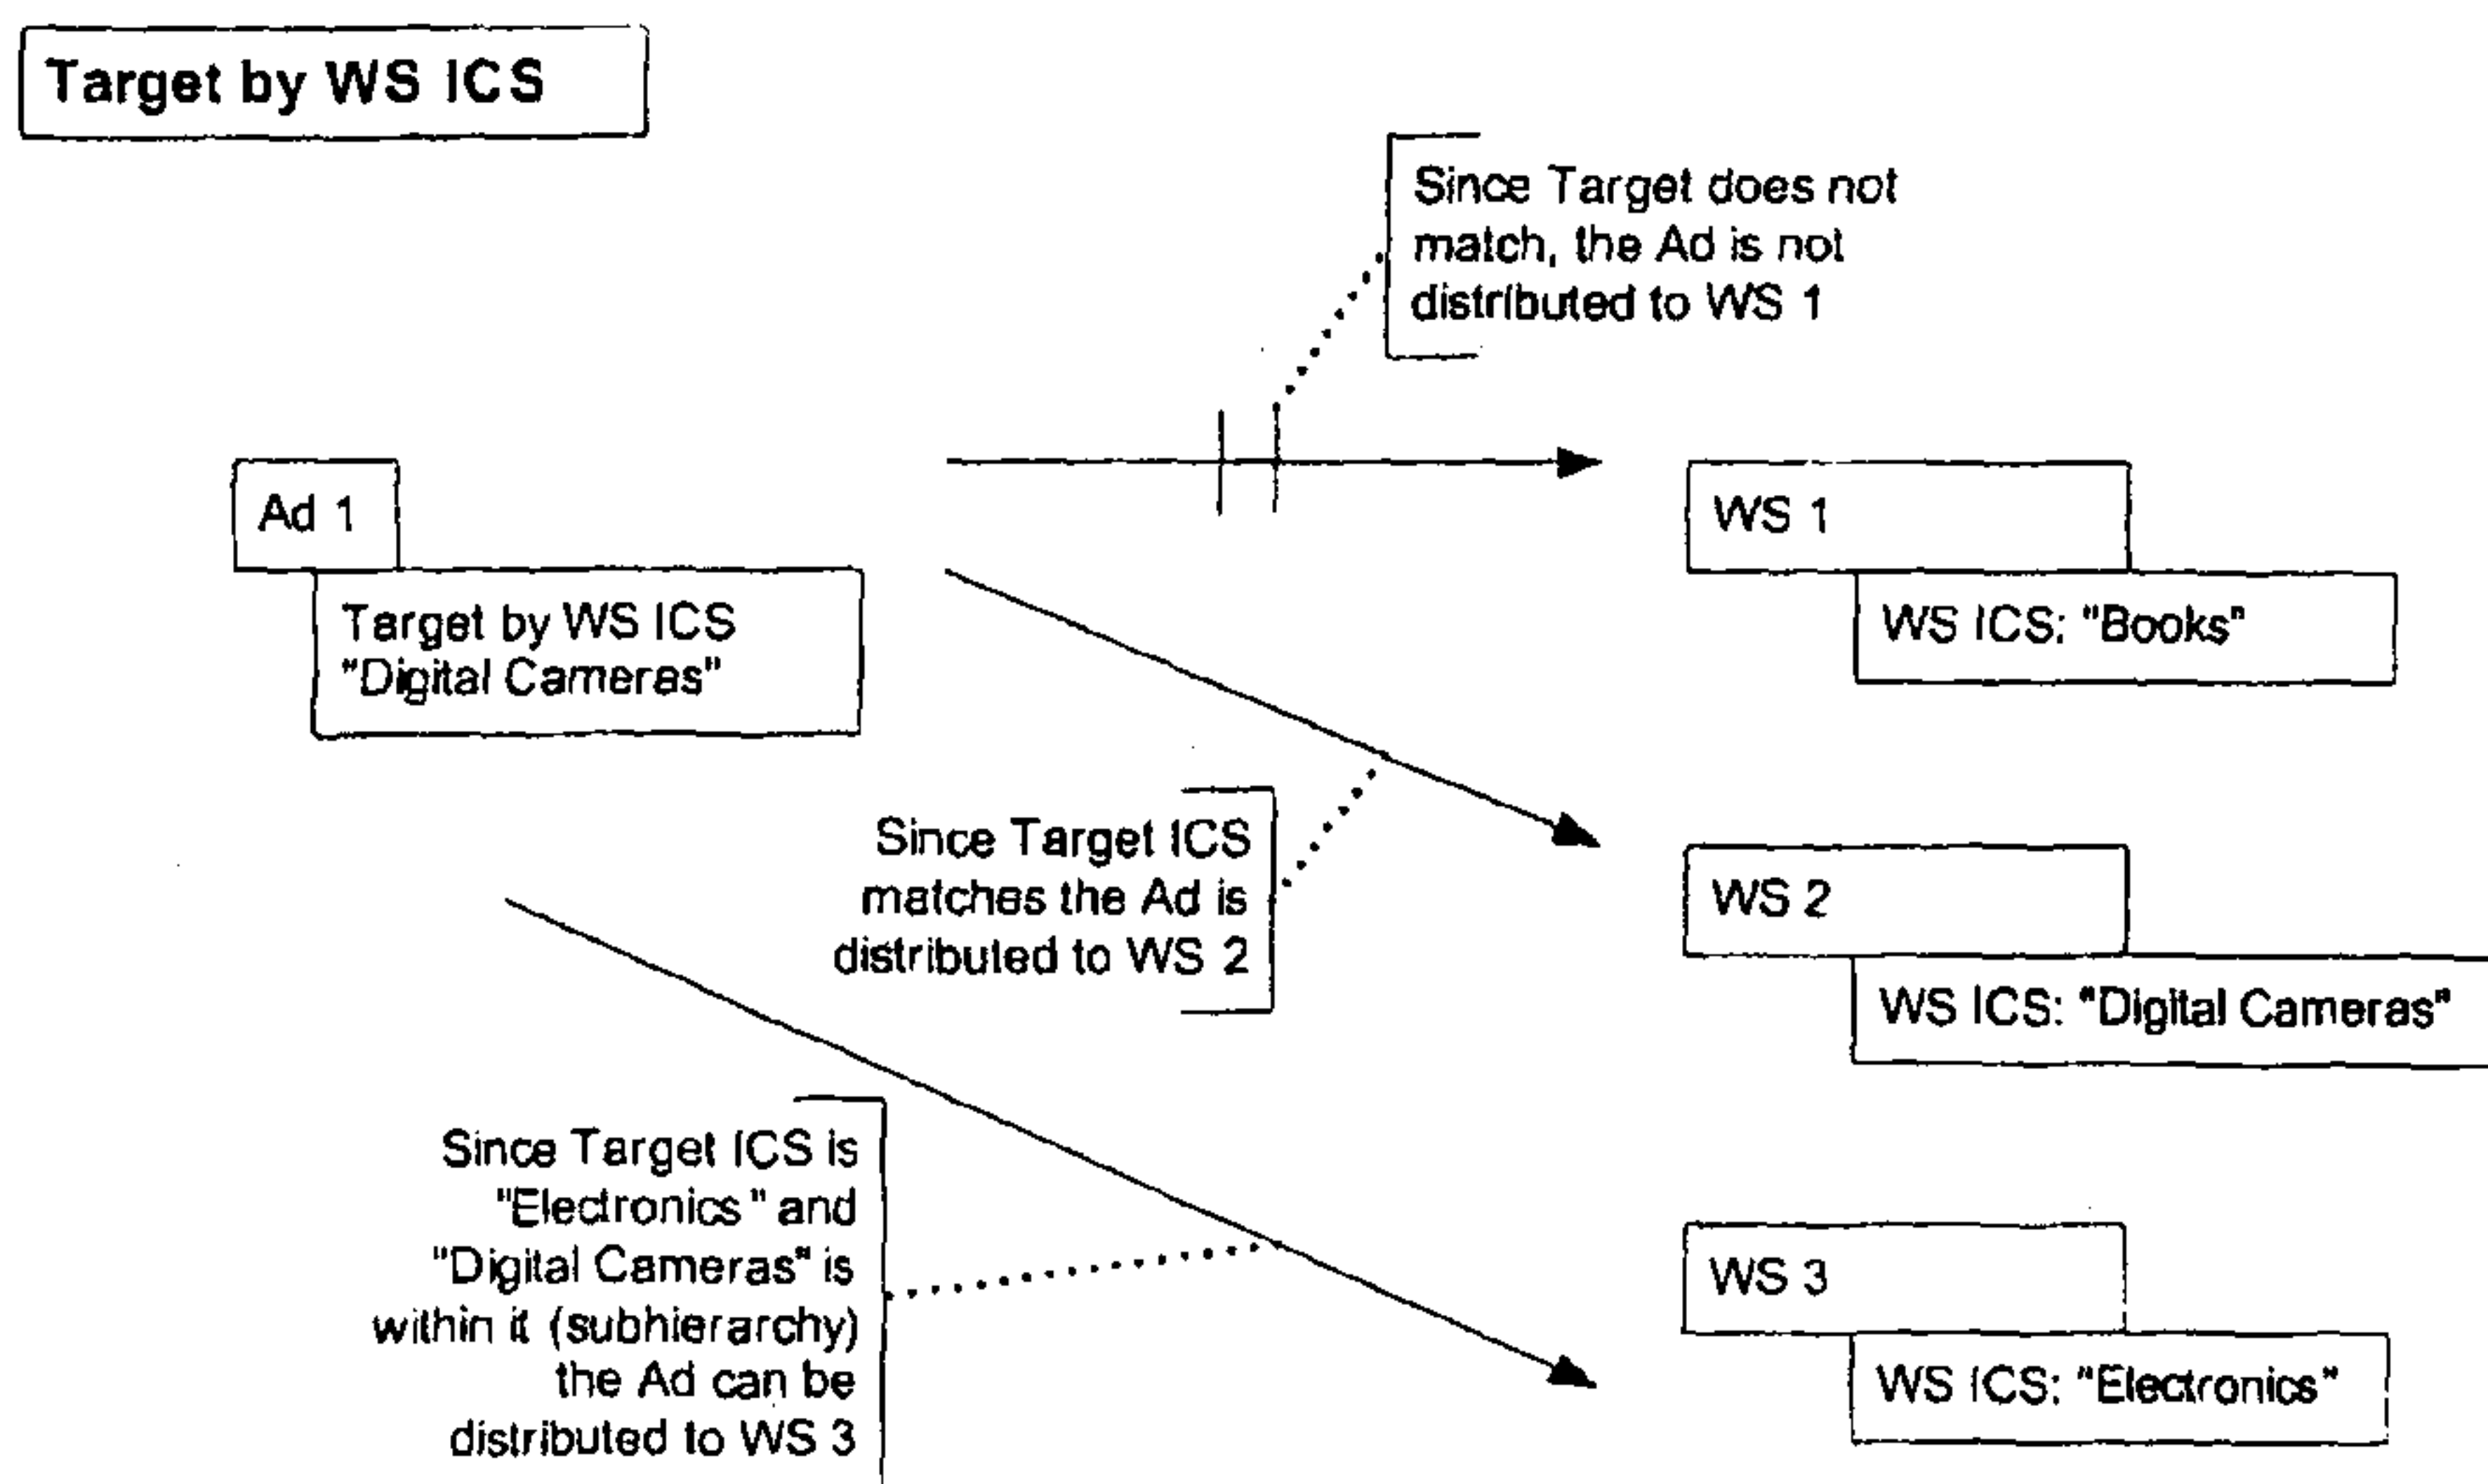 Target by WS ICS
Since Target does not
match, the Ad is not
distributed to WS 1
Ad 1
Target by WS ICS
"Digital Cameras"
WS 1
WS ICS: "Books"
Since Target ICS
matches the Ad is
distributed to WS 2
WS 2
WS ICS: "Digital Cameras"
Since Target ICS is
"Electronics" and
"Digital Cameras" is
within it (subhierarchy)
the Ad can be
distributed to WS 3
WS 3
WS ICS: "Electronics"